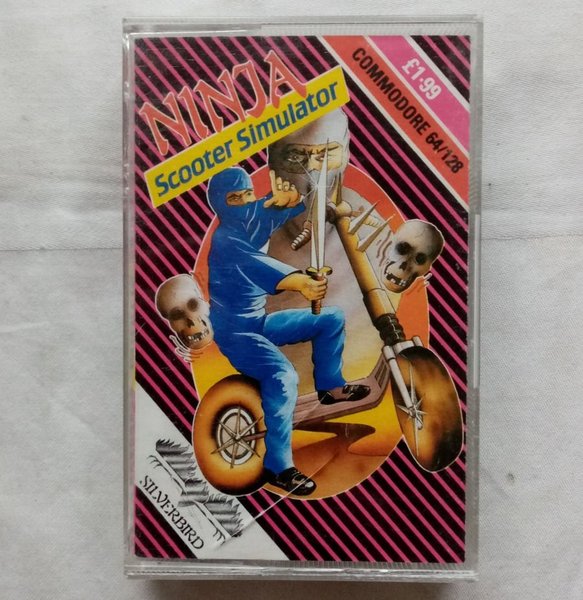 NINJA
Scooter Simulator
£1.99
COMMODORE 64/128
SILVERBIRD